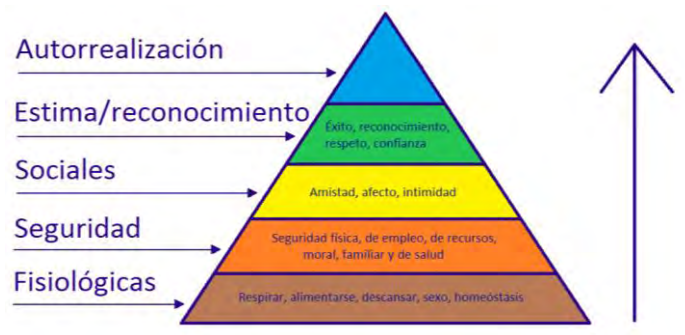 Autorrealización
Estima/reconocimiento
Éxito, reconocimiento,
respeto, confianza
Sociales
Amistad, afecto, intimidad
Seguridad
Seguridad física, de empleo, de recursos,
moral, familiar y de salud
Fisiológicas
Respirar, alimentarse, descansar, sexo, homeóstasis